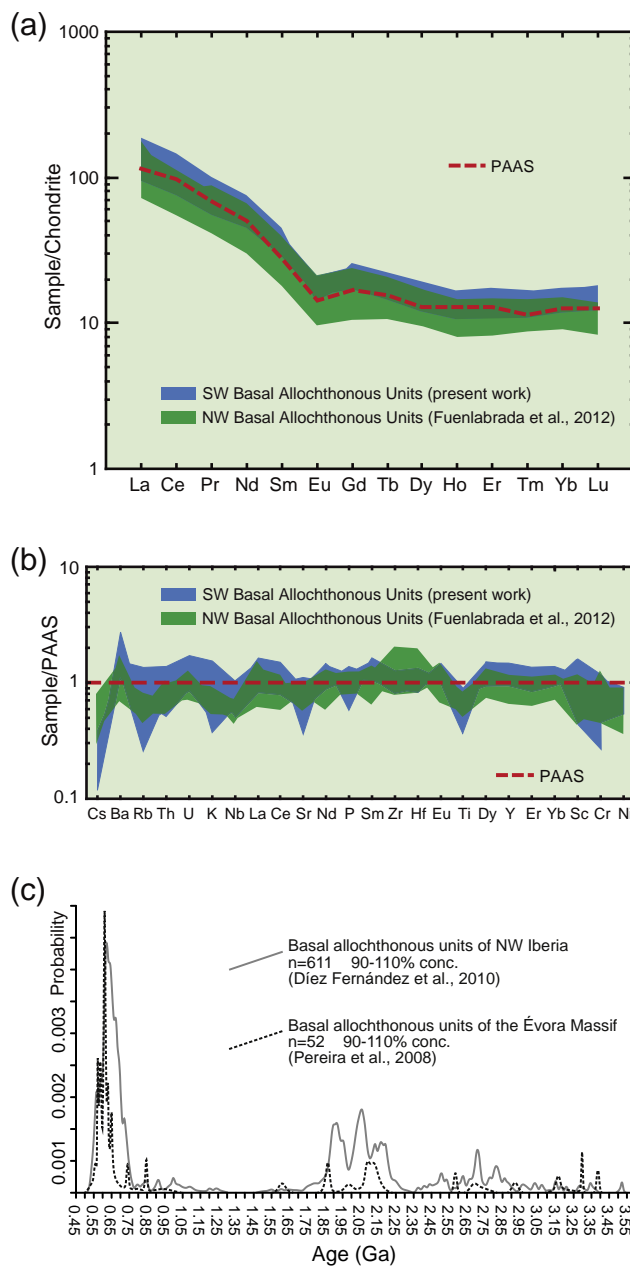 (a)
1000
100
10
1
Sample/Chondrite
PAAS
SW Basal Allochthonous Units (present work)
NW Basal Allochthonous Units (Fuenlabrada et al., 2012)
La Ce Pr Nd Sm Eu Gd Tb Dy Ho Er Tm Yb Lu
(b)
10
1
0.1
Sample/PAAS
SW Basal Allochthonous Units (present work)
NW Basal Allochthonous Units (Fuenlabrada et al., 2012)
PAAS
Cs Ba Rb Th U K Nb La Ce Sr Nd P Sm Zr Hf Eu Ti Dy Y Er Yb Sc Cr Ni
(c)
Probability
0.003
0.002
0.001
Basal allochthonous units of NW Iberia
n=611 90-110% conc.
(Díez Fernández et al., 2010)
Basal allochthonous units of the Évora Massif
n=52 90-110% conc.
(Pereira et al., 2008)
0.45 0.55 0.65 0.75 0.85 0.95 1.05 1.15 1.25 1.35 1.45 1.55 1.65 1.75 1.85 1.95 2.05 2.15 2.25 2.35 2.45 2.55 2.65 2.75 2.85 2.95 3.05 3.15 3.25 3.35 3.45 3.55
Age (Ga)